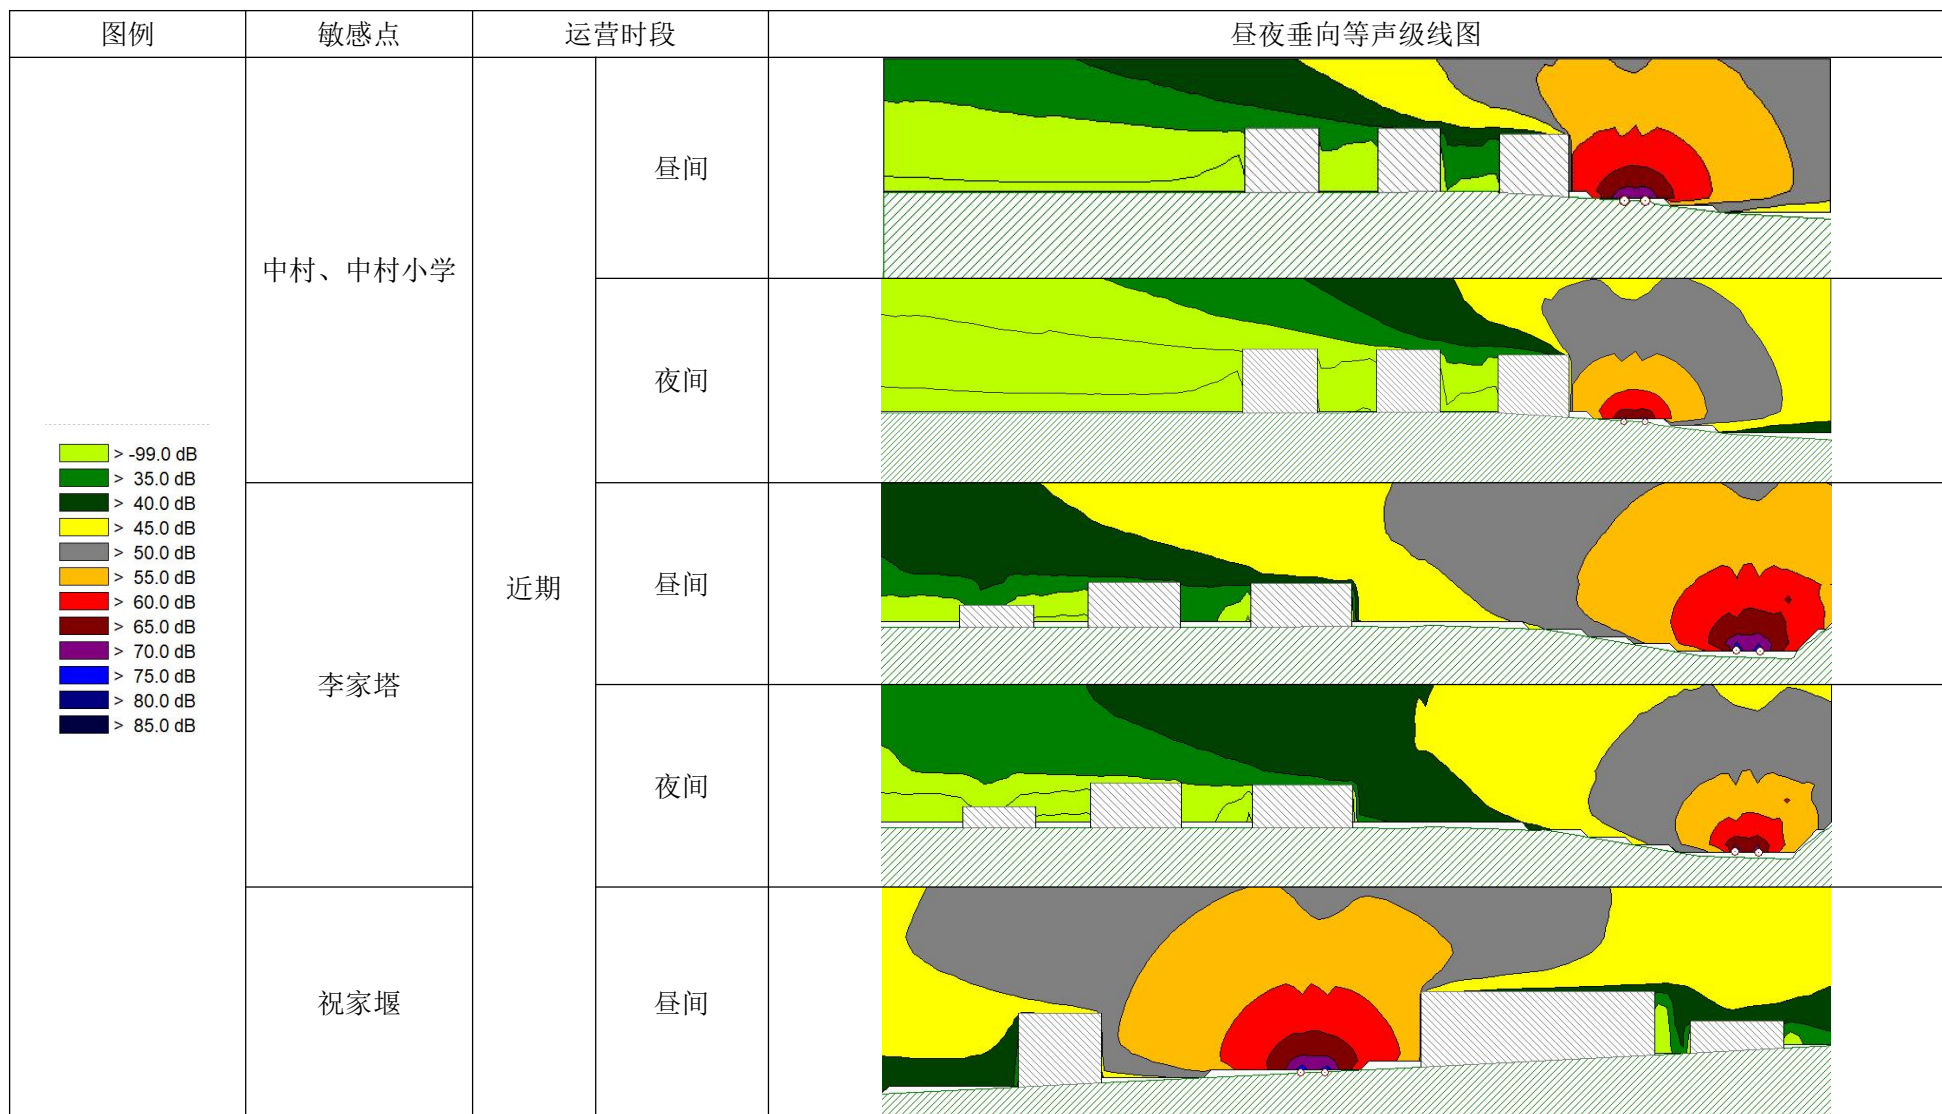 图例 敏感点 运营时段 昼夜垂向等声级线图
昼间
中村、中村小学
夜间
> -99.0 dB
> 35.0 dB
> 40.0 dB
> 45.0 dB
> 50.0 dB
> 55.0 dB
> 60.0 dB
> 65.0 dB
> 70.0 dB
> 75.0 dB
> 80.0 dB
> 85.0 dB
近期
昼间
李家塔
夜间
祝家堰
昼间